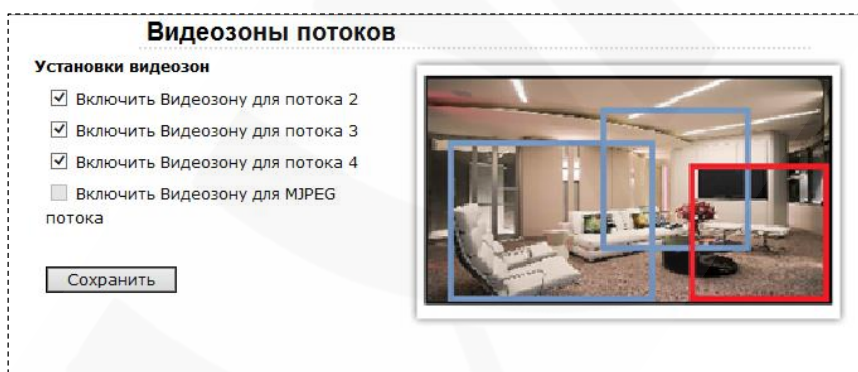 Видеозоны потоков
Установки видеозон
Включить Видеозону для потока 2
Включить Видеозону для потока 3
Включить Видеозону для потока 4
Включить Видеозону для MJPEG
потока
Сохранить